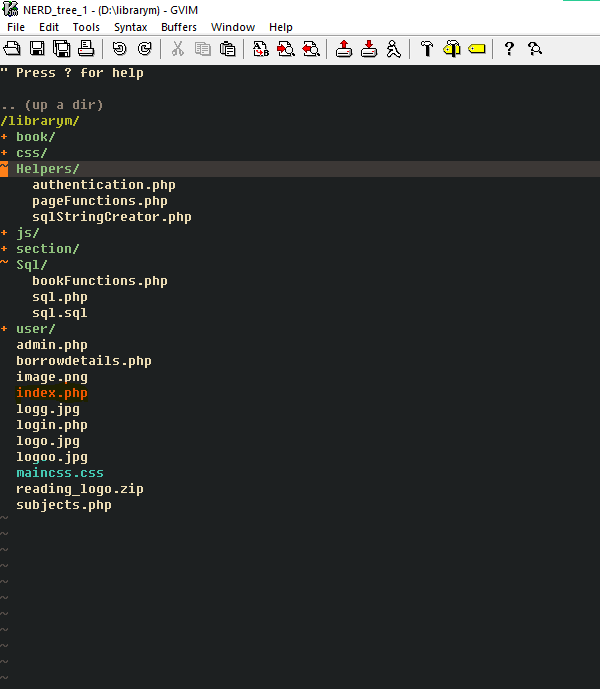 NERD_tree_1 - (D:\librarym) - GVIM
File Edit Tools Syntax Buffers Window Help
" Press ? for help
.. (up a dir)
/librarym/
+ book/
+ css/
~ Helpers/
authentication.php
pageFunctions.php
sqlStringCreator.php
+ js/
+ section/
~ Sql/
bookFunctions.php
sql.php
sql.sql
+ user/
admin.php
borrowdetails.php
image.png
index.php
logg.jpg
login.php
logo.jpg
logoo.jpg
maincss.css
reading_logo.zip
subjects.php
~
~
~
~
~
~
~
~
~
~
~